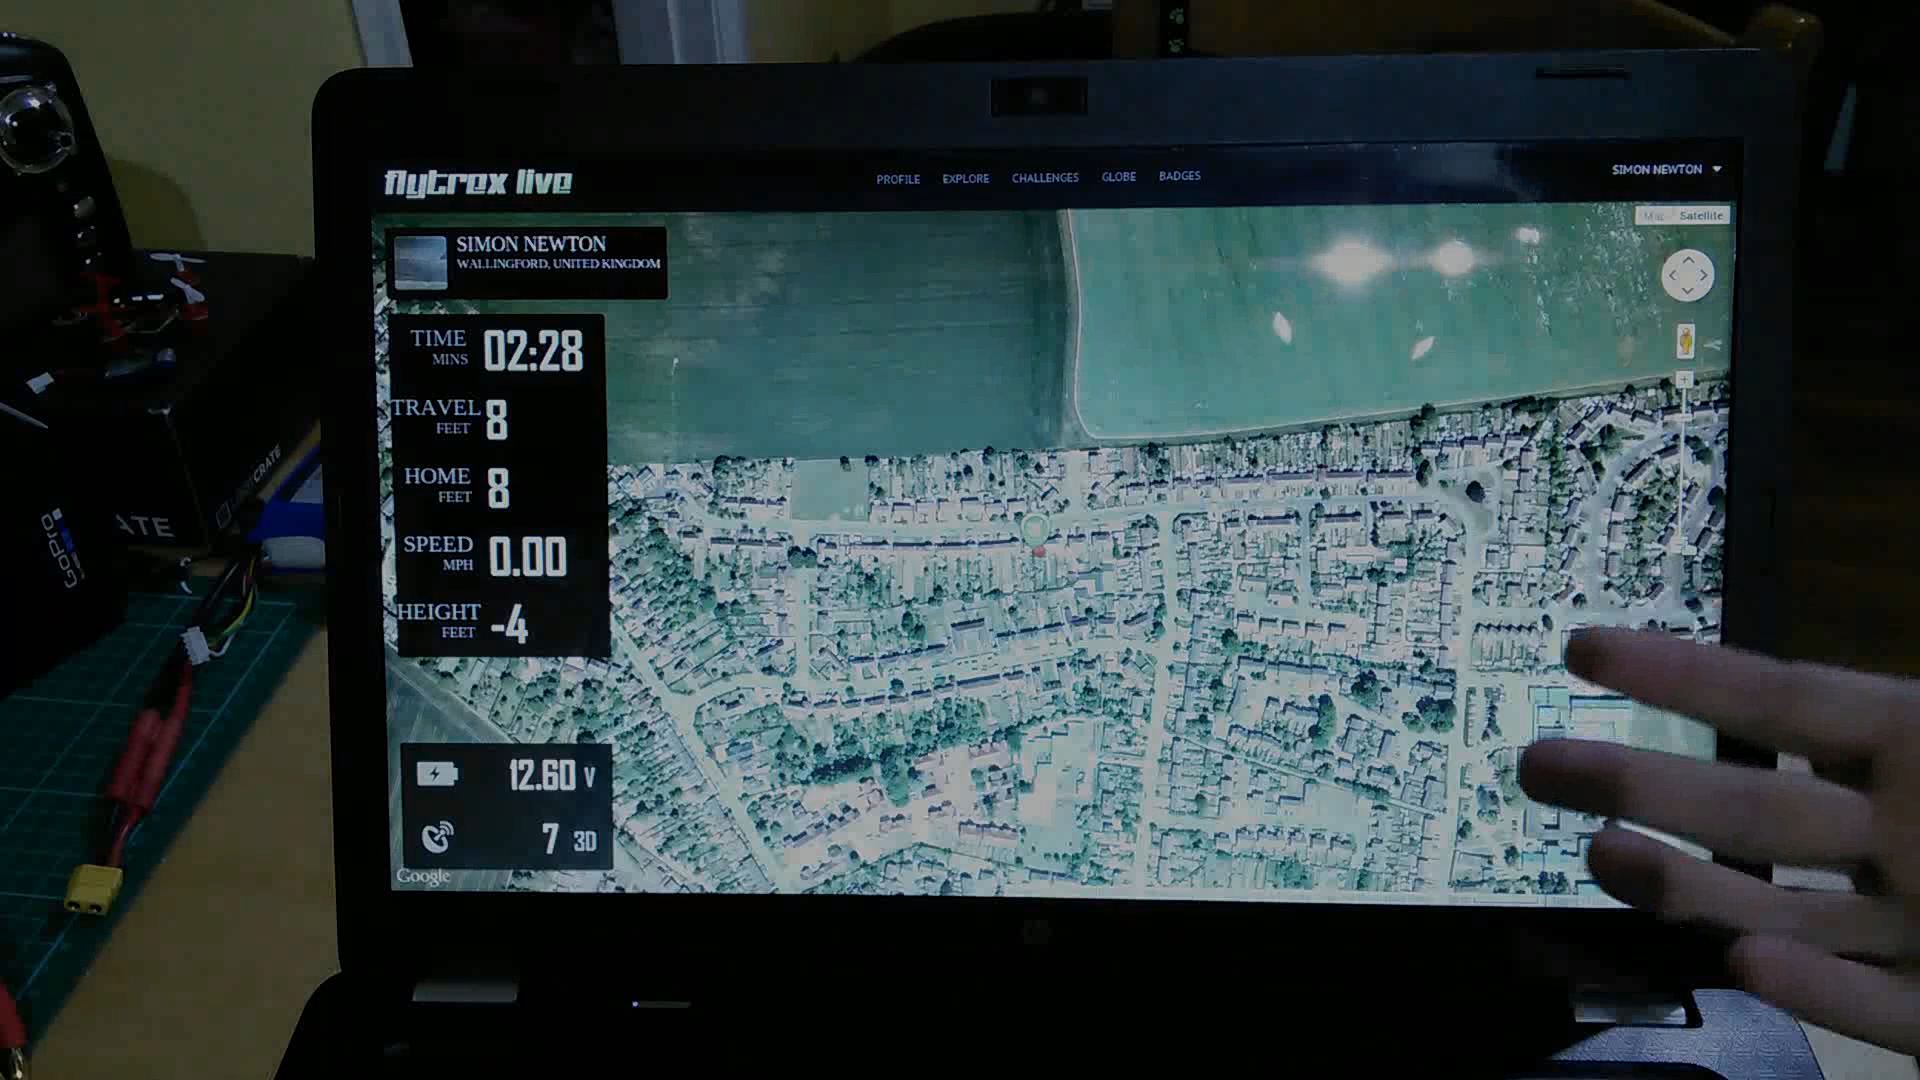 flytrex live
PROFILE EXPLORE CHALLENGES GLOBE BADGES
SIMON NEWTON
Map Satellite
SIMON NEWTON
WALLINGFORD, UNITED KINGDOM
TIME
MINS
02:28
TRAVEL
FEET
8
HOME
FEET
8
SPEED
MPH
0.00
HEIGHT
FEET
-4
12.60 V
7 3D
Google
GoPro
ATE
CRATE